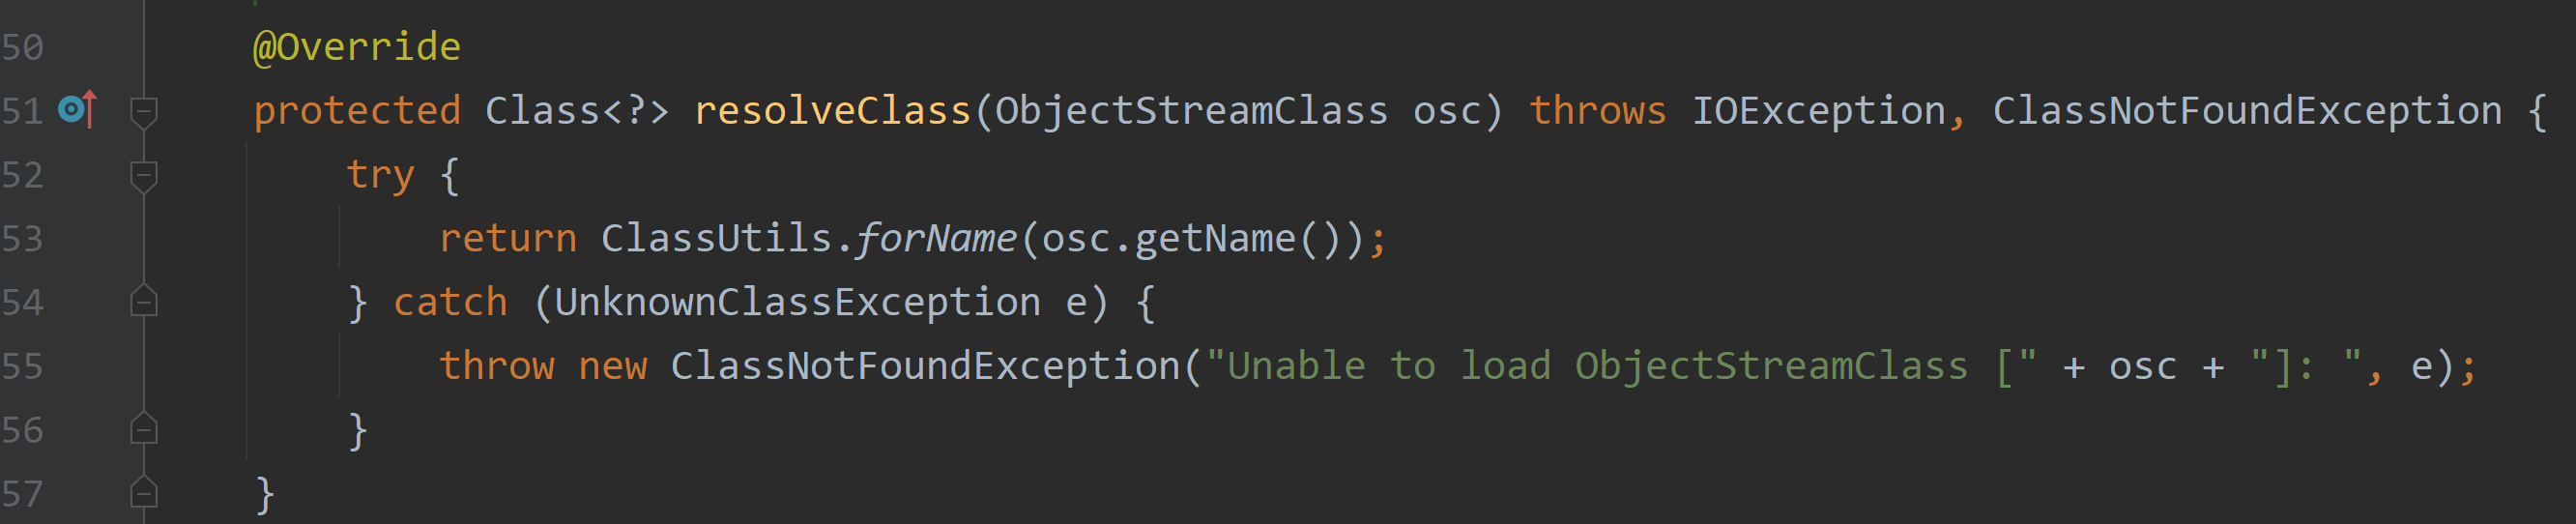 50 @Override
51 protected Class<?> resolveClass(ObjectStreamClass osc) throws IOException, ClassNotFoundException {
52 try {
53 return ClassUtils.forName(osc.getName());
54 } catch (UnknownClassException e) {
55 throw new ClassNotFoundException("Unable to load ObjectStreamClass [" + osc + "]: ", e);
56 }
57 }